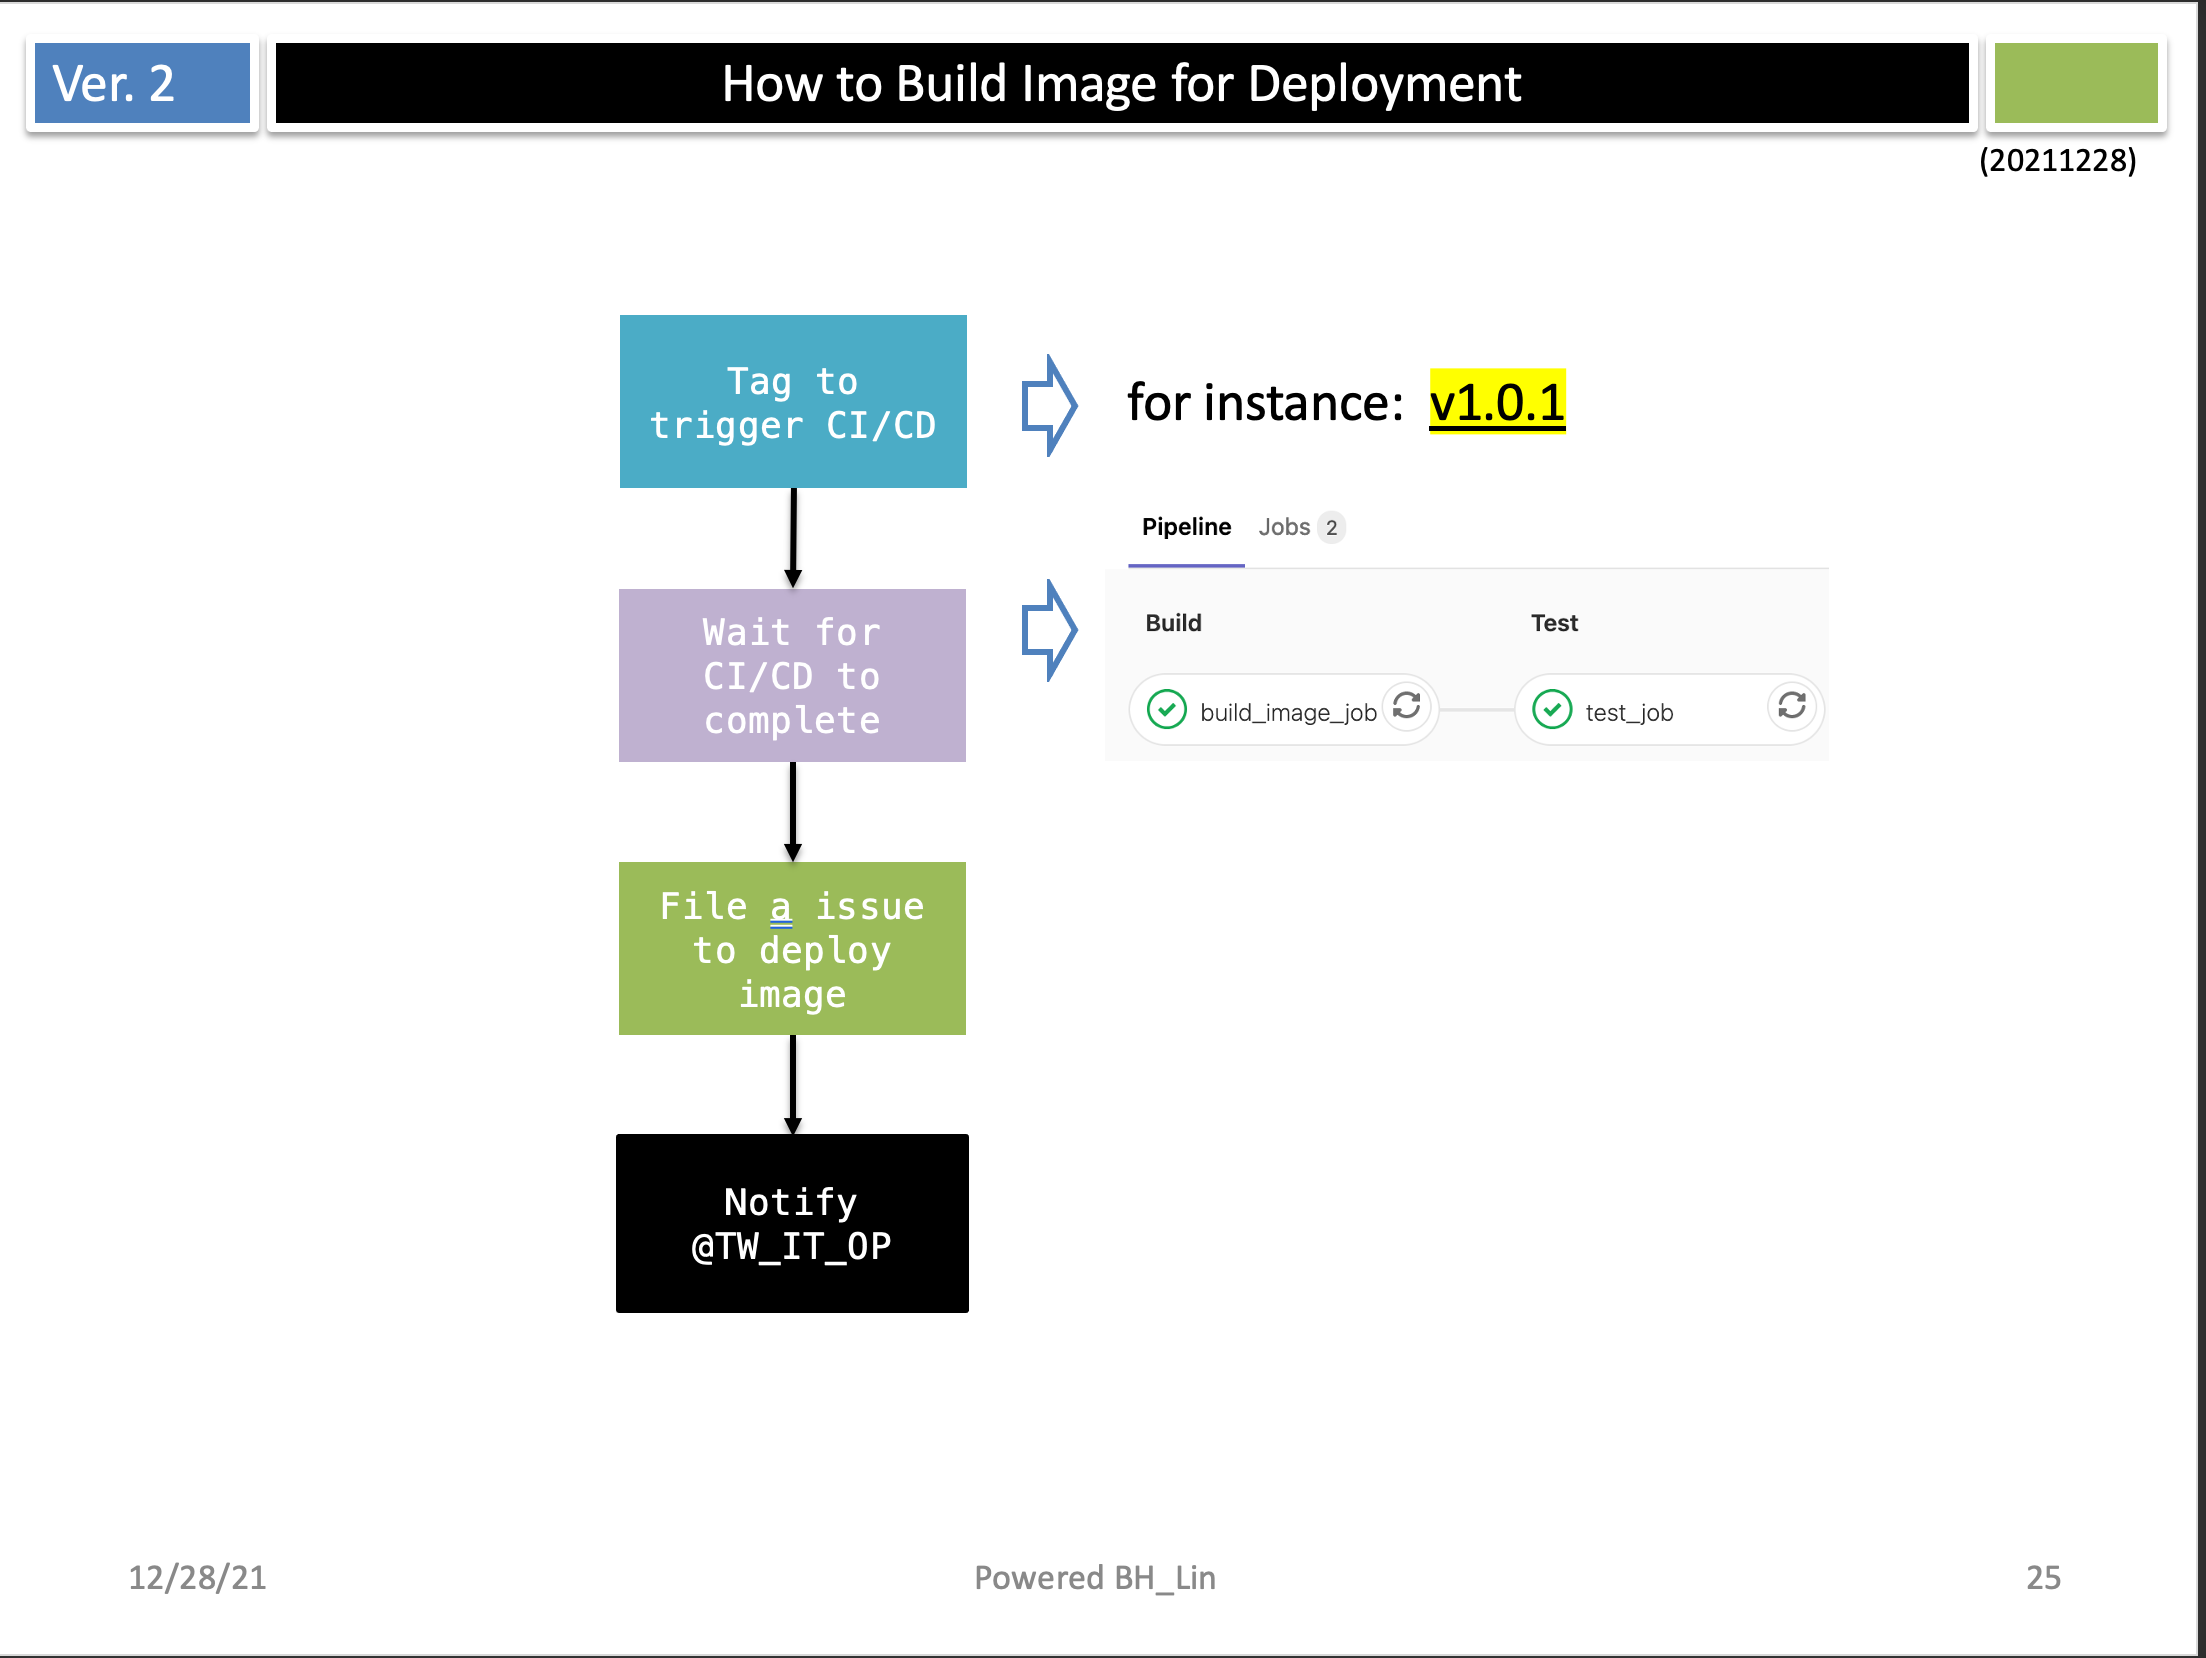 Ver. 2
How to Build Image for Deployment
(20211228)
Tag to
trigger CI/CD
for instance: v1.0.1
Pipeline Jobs 2
Wait for
CI/CD to
complete
Build Test
build_image_job test_job
File a issue
to deploy
image
Notify
@TW_IT_OP
12/28/21 Powered BH_Lin 25